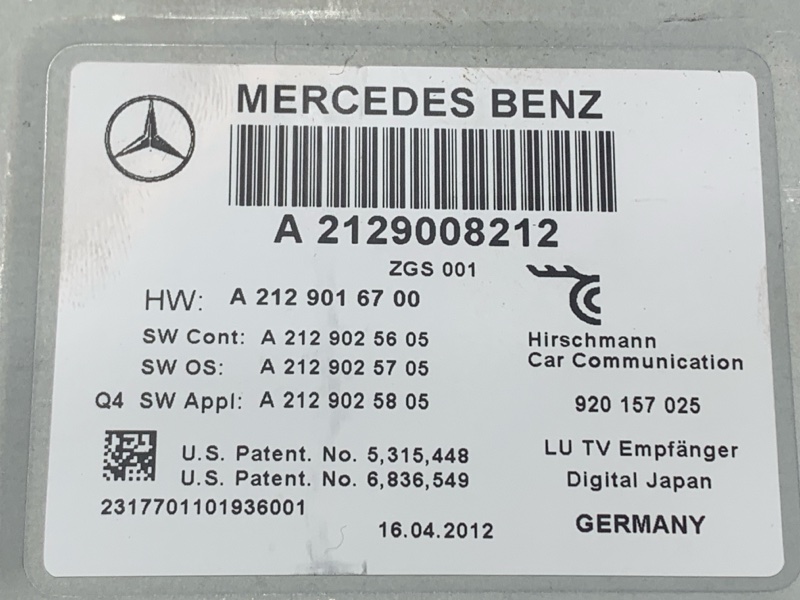 MERCEDES BENZ
A 2129008212
ZGS 001
HW: A 212 901 67 00
SW Cont: A 212 902 56 05
SW OS: A 212 902 57 05
Q4 SW Appl: A 212 902 58 05
Hirschmann
Car Communication
920 157 025
U.S. Patent. No. 5,315,448
U.S. Patent. No. 6,836,549
2317701101936001
16.04.2012
LU TV Empfänger
Digital Japan
GERMANY